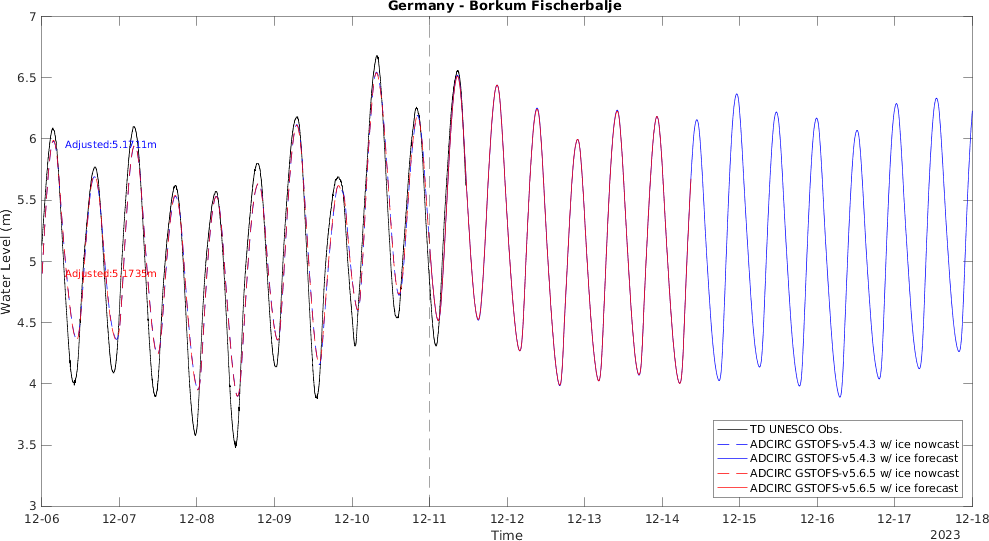 Germany - Borkum Fischerbalje
7
6.5
6
5.5
5
4.5
4
3.5
3
Water Level (m)
Adjusted:5.1711m
Adjusted:5.1735m
TD UNESCO Obs.
ADCIRC GSTOFS-v5.4.3 w/ ice nowcast
ADCIRC GSTOFS-v5.4.3 w/ ice forecast
ADCIRC GSTOFS-v5.6.5 w/ ice nowcast
ADCIRC GSTOFS-v5.6.5 w/ ice forecast
12-06 12-07 12-08 12-09 12-10 12-11 12-12 12-13 12-14 12-15 12-16 12-17 12-18
Time
2023